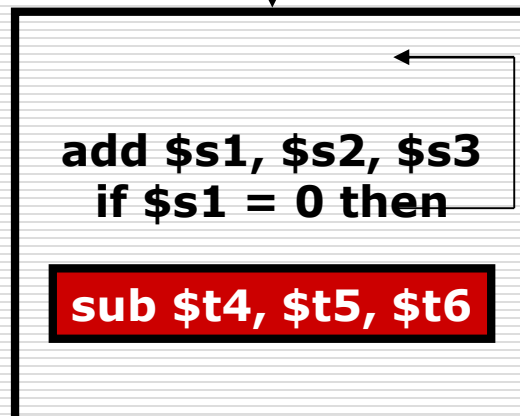 add $s1, $s2, $s3
if $s1 = 0 then
sub $t4, $t5, $t6